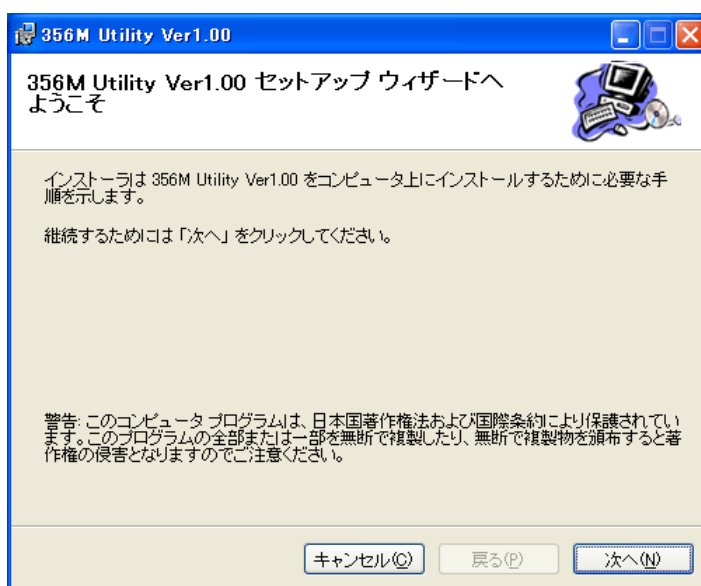 356M Utility Ver1.00
356M Utility Ver1.00 セットアップ ウィザードへ
ようこそ
インストーラは 356M Utility Ver1.00 をコンピュータ上にインストールするために必要な手
順を示します。
継続するためには「次へ」をクリックしてください。
警告: このコンピュータ プログラムは、日本国著作権法および国際条約により保護されてい
ます。このプログラムの全部または一部を無断で複製したり、無断で複製物を頒布すると著
作権の侵害となりますのでご注意ください。
キャンセル(C) 戻る(P) 次へ(N)